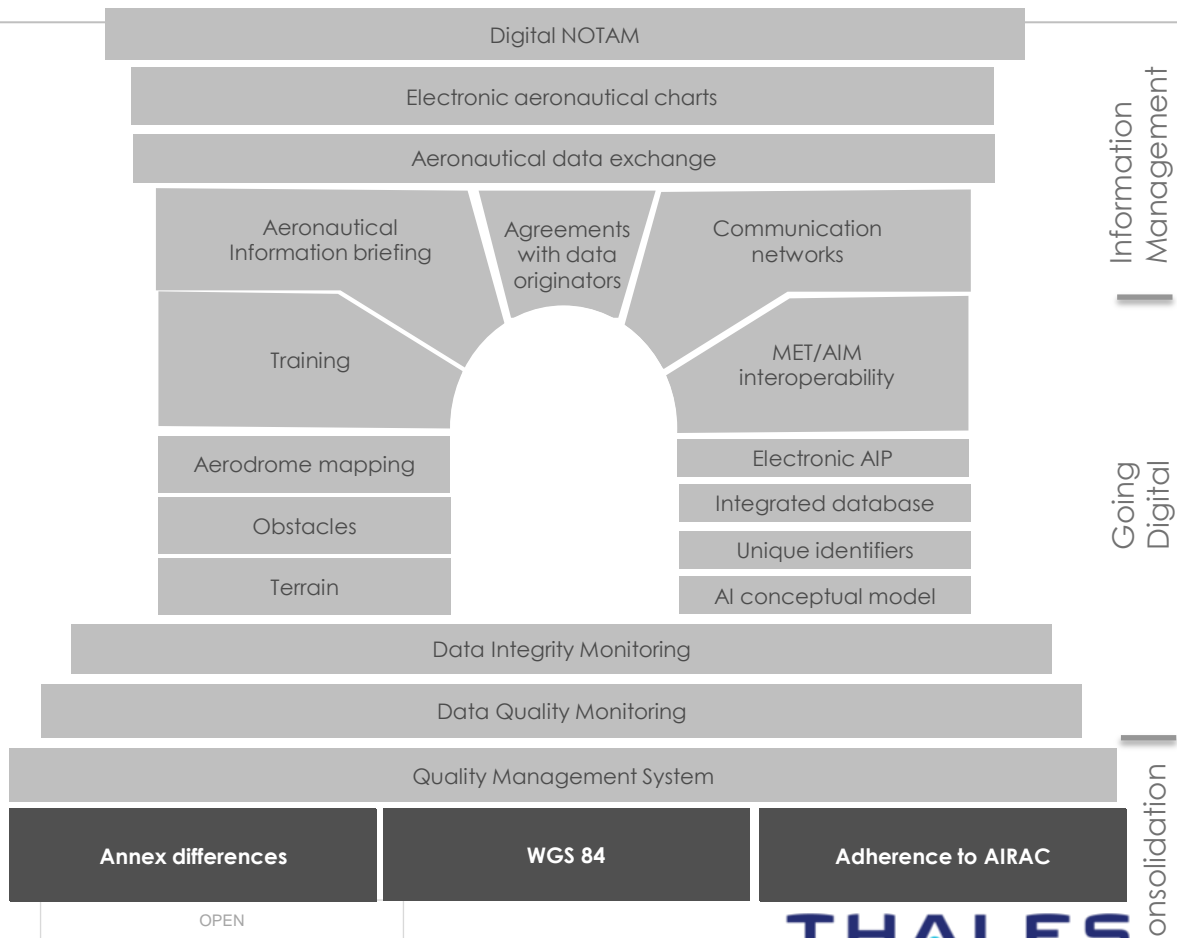 Digital NOTAM
Electronic aeronautical charts
Aeronautical data exchange
Aeronautical
Information briefing
Agreements
with data
originators
Communication
networks
Training
MET/AIM
interoperability
Aerodrome mapping
Obstacles
Terrain
Electronic AIP
Integrated database
Unique identifiers
AI conceptual model
Data Integrity Monitoring
Data Quality Monitoring
Quality Management System
Annex differences
WGS 84
Adherence to AIRAC
Information
Management
Going
Digital
onsolidation
OPEN
THALES